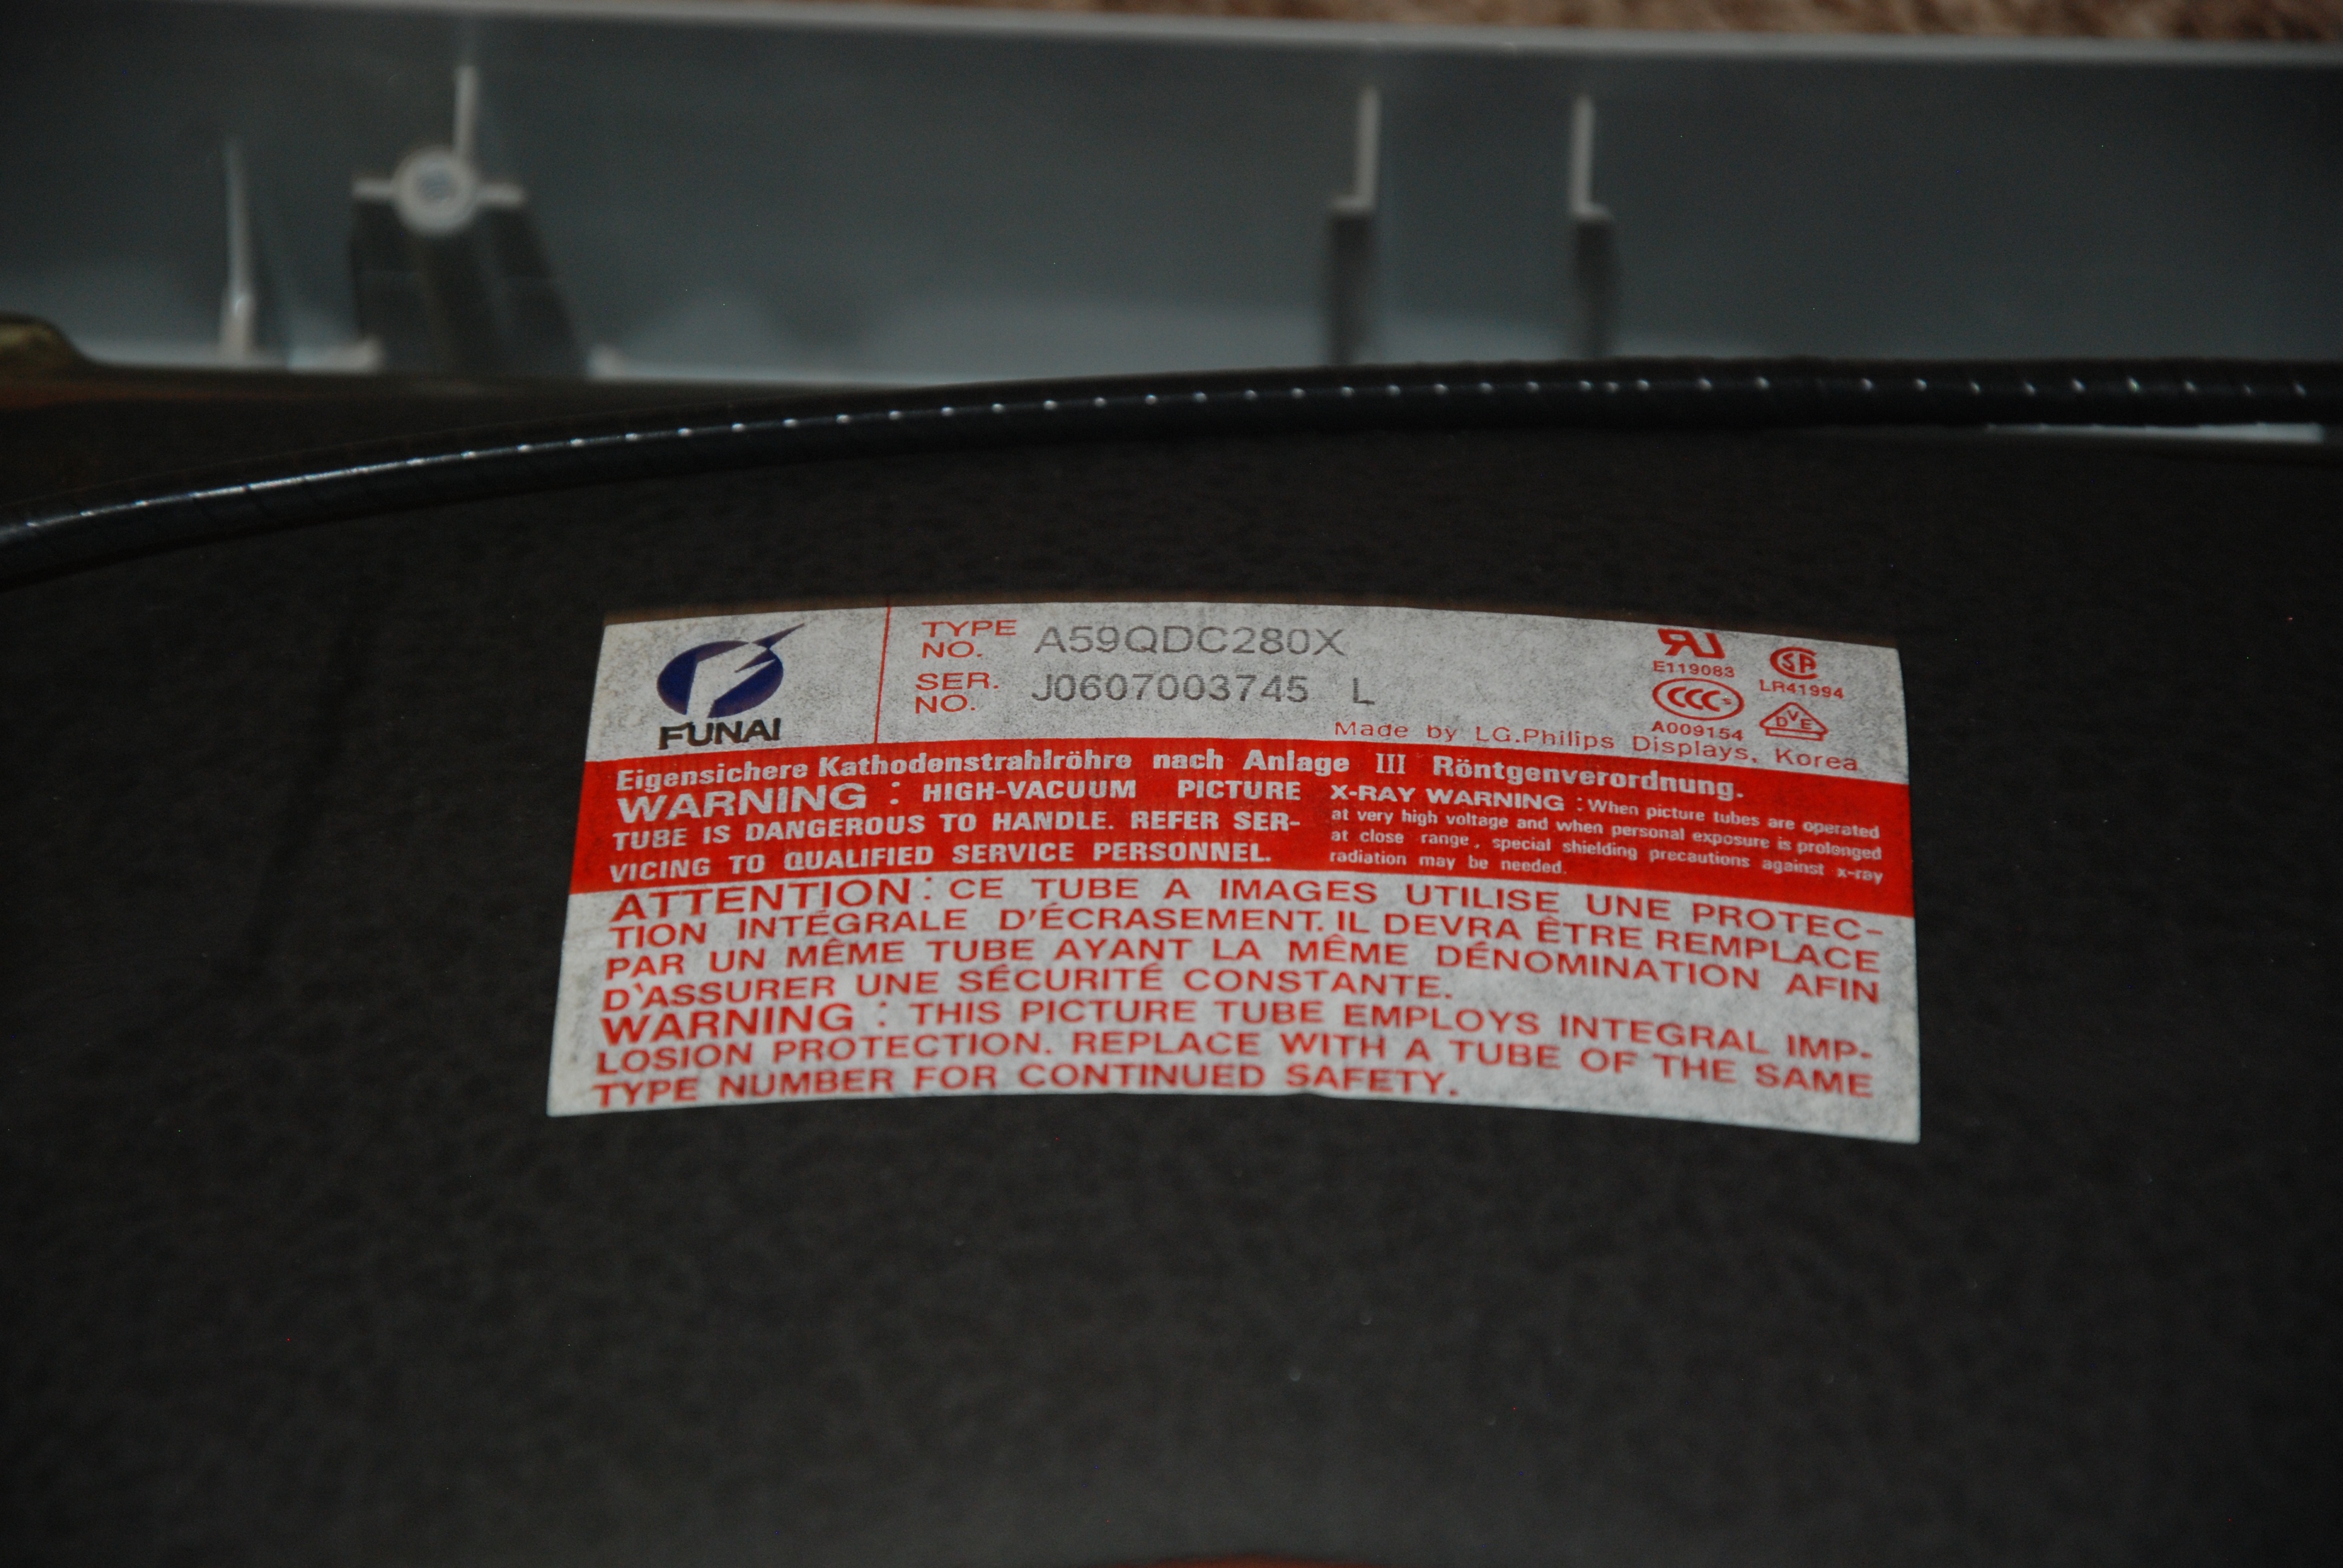 FUNAI
TYPE NO. A59QDC280X
SER. NO. J0607003745 L
E119083
LR41994
A009154
DVE
Made by LG.Philips Displays, Korea
Eigensichere Kathodenstrahlröhre nach Anlage III Röntgenverordnung.
WARNING : HIGH-VACUUM PICTURE
TUBE IS DANGEROUS TO HANDLE. REFER SER-
VICING TO QUALIFIED SERVICE PERSONNEL.
X-RAY WARNING : When picture tubes are operated
at very high voltage and when personal exposure is prolonged
at close range, special shielding precautions against x-ray
radiation may be needed.
ATTENTION : CE TUBE A IMAGES UTILISE UNE PROTEC-
TION INTÉGRALE D'ÉCRASEMENT. IL DEVRA ÊTRE REMPLACE
PAR UN MÊME TUBE AYANT LA MÊME DÉNOMINATION AFIN
D'ASSURER UNE SÉCURITÉ CONSTANTE.
WARNING : THIS PICTURE TUBE EMPLOYS INTEGRAL IMP-
LOSION PROTECTION. REPLACE WITH A TUBE OF THE SAME
TYPE NUMBER FOR CONTINUED SAFETY.